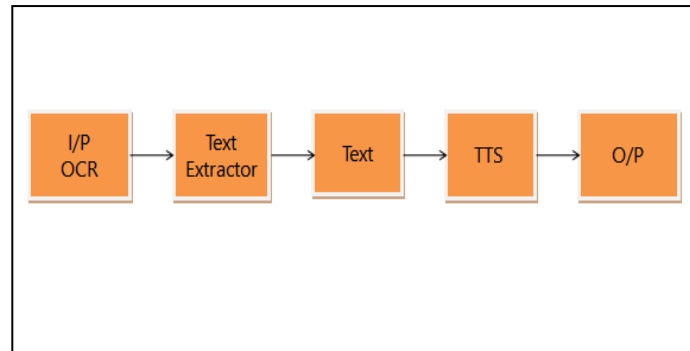 I/P
OCR
Text
Extractor
Text
TTS
O/P